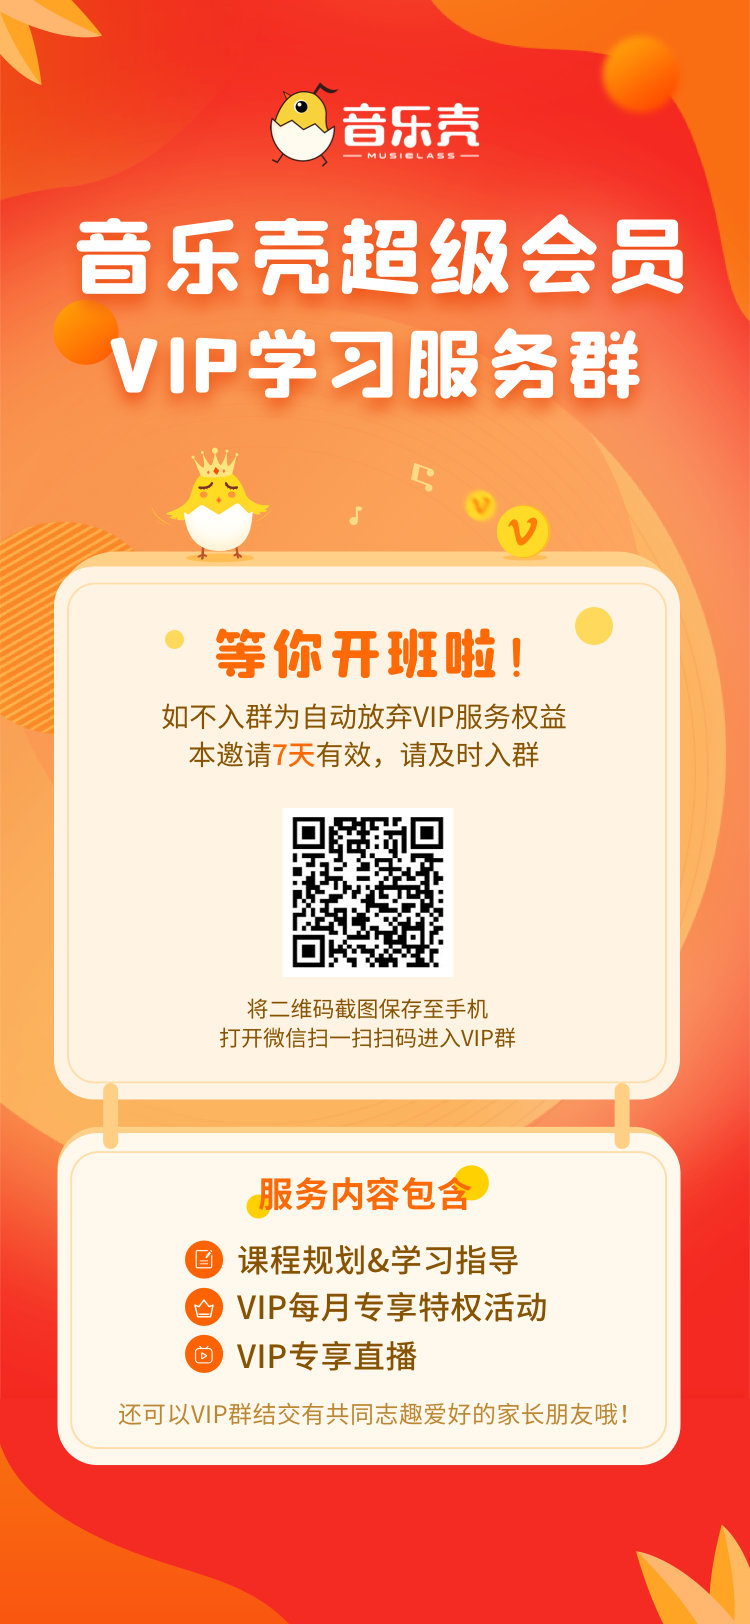 音乐壳
MUSICLASS
音乐壳超级会员
VIP学习服务群
等你开班啦！
如不入群为自动放弃VIP服务权益
本邀请7天有效，请及时入群
将二维码截图保存至手机
打开微信扫一扫扫码进入VIP群
服务内容包含
课程规划&学习指导
VIP每月专享特权活动
VIP专享直播
还可以VIP群结交有共同志趣爱好的家长朋友哦！